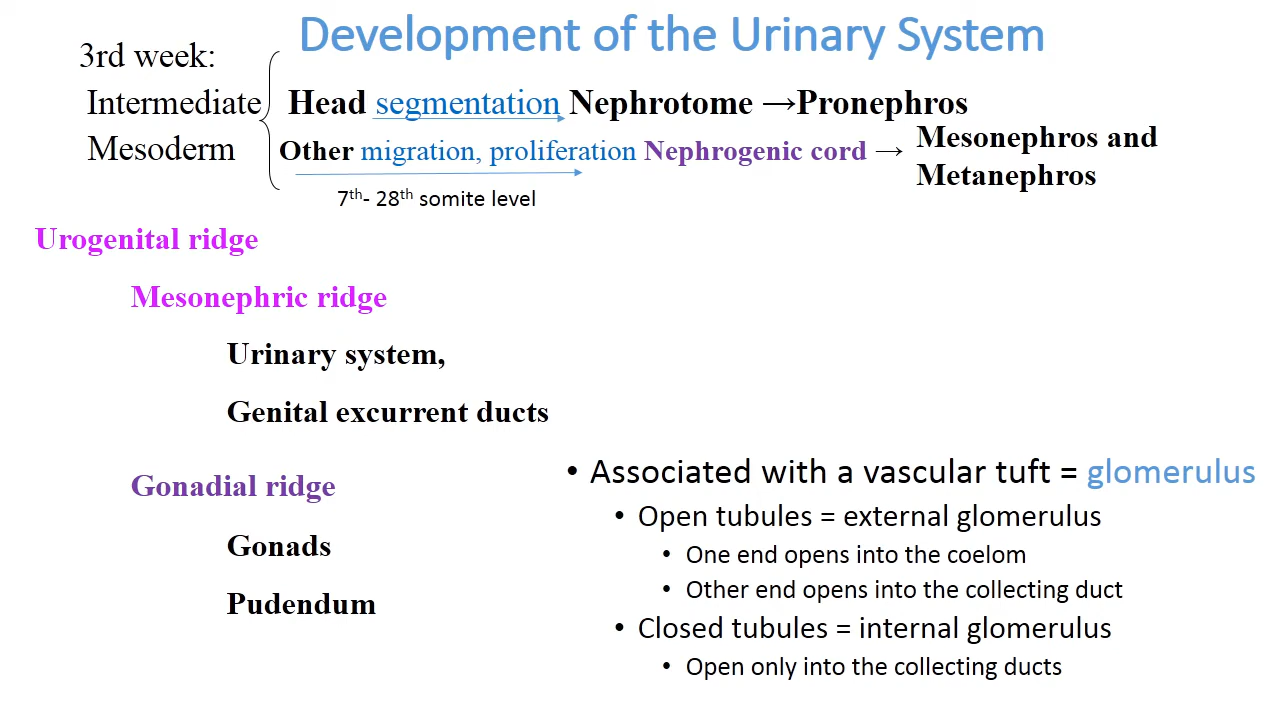 Development of the Urinary System
3rd week:
Intermediate
Mesoderm
Head segmentation Nephrotome →Pronephros
Other migration, proliferation Nephrogenic cord → Mesonephros and
Metanephros
7th- 28th somite level
Urogenital ridge
Mesonephric ridge
Urinary system,
Genital excurrent ducts
Gonadial ridge
Gonads
Pudendum
• Associated with a vascular tuft = glomerulus
• Open tubules = external glomerulus
• One end opens into the coelom
• Other end opens into the collecting duct
• Closed tubules = internal glomerulus
• Open only into the collecting ducts